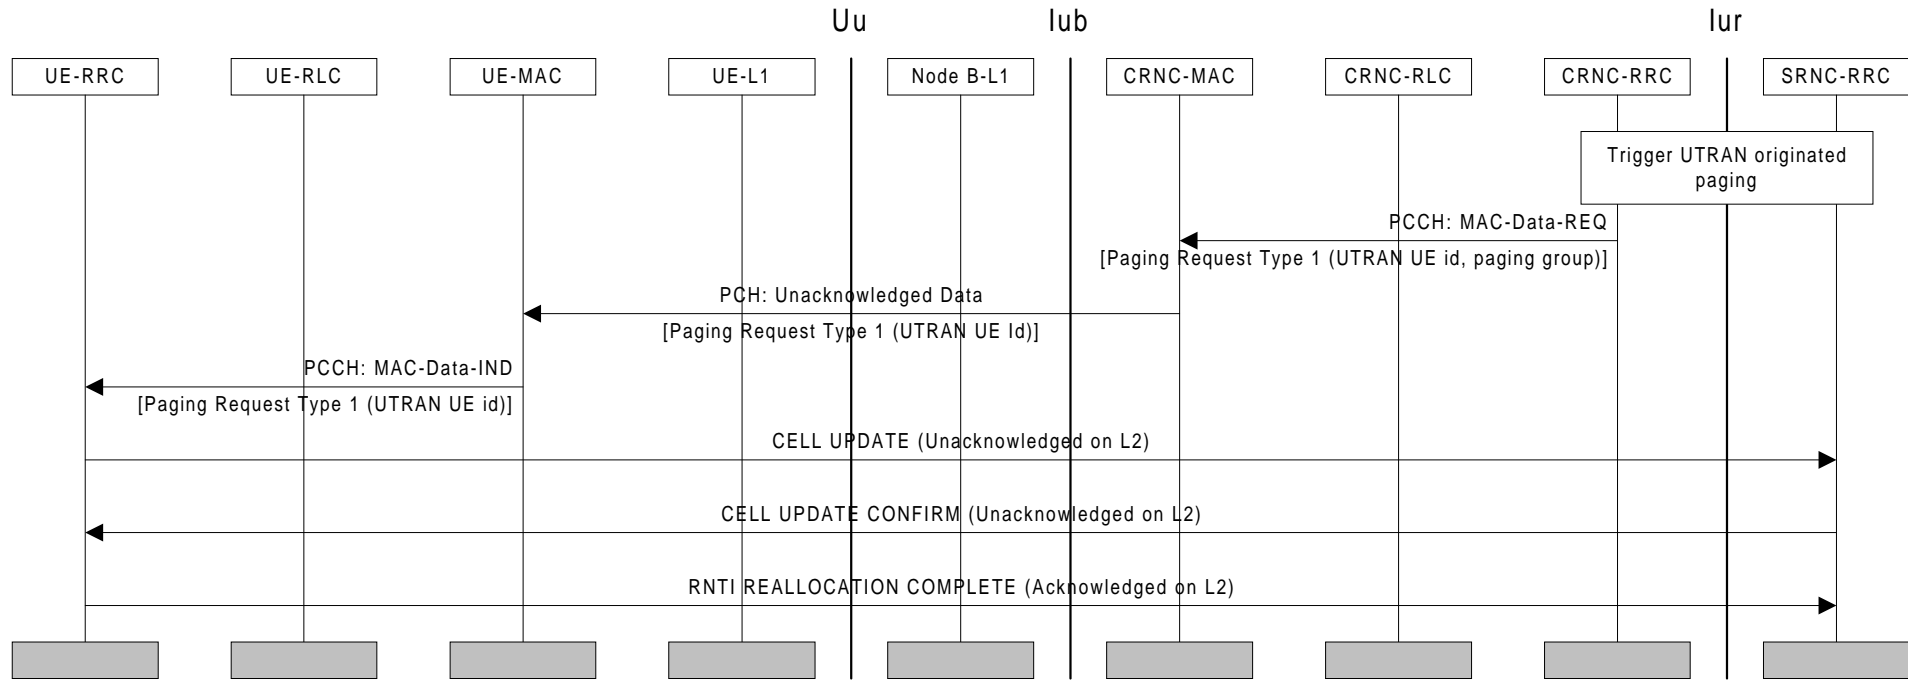 Uu
Iub
Iur
UE-RRC
UE-RLC
UE-MAC
UE-L1
Node B-L1
CRNC-MAC
CRNC-RLC
CRNC-RRC
SRNC-RRC
Trigger UTRAN originated
paging
PCCH: MAC-Data-REQ
[Paging Request Type 1 (UTRAN UE id, paging group)]
PCH: Unacknowledged Data
[Paging Request Type 1 (UTRAN UE Id)]
PCCH: MAC-Data-IND
[Paging Request Type 1 (UTRAN UE id)]
CELL UPDATE (Unacknowledged on L2)
CELL UPDATE CONFIRM (Unacknowledged on L2)
RNTI REALLOCATION COMPLETE (Acknowledged on L2)